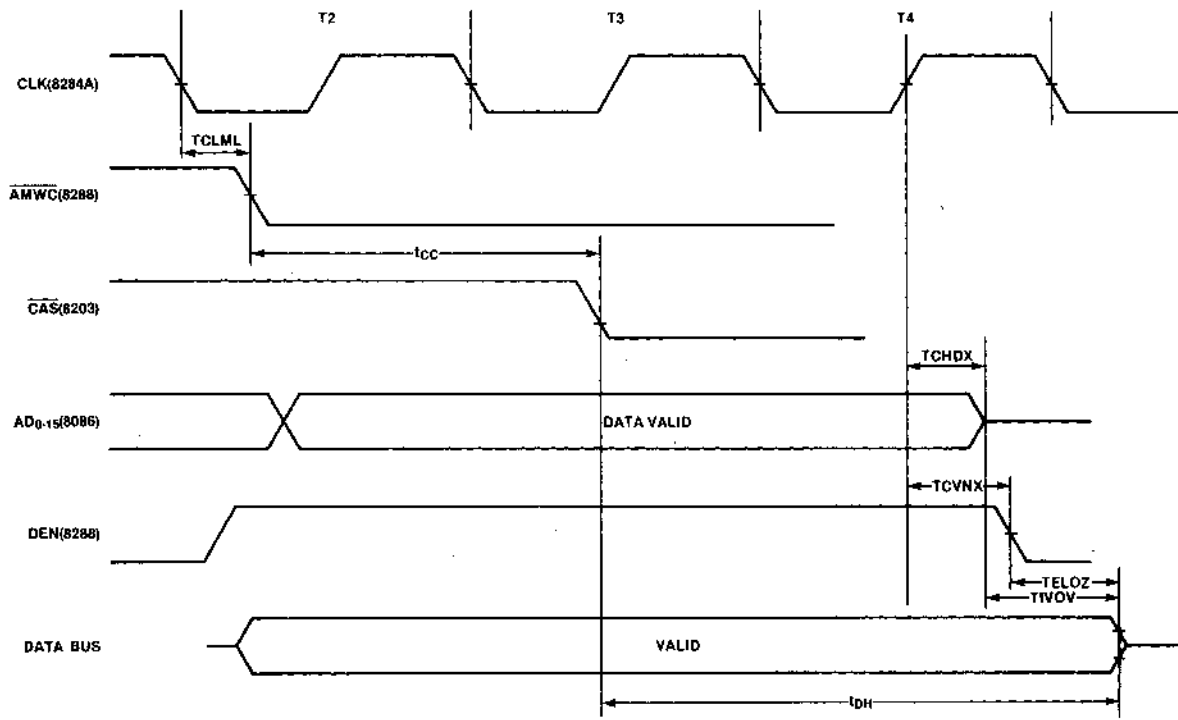 T2 T3 T4
CLK(8284A)
TCLML
AMWC(8288)
tCC
CAS(8203)
TCHDX
AD0-15(8086)
DATA VALID
TCVNX
DEN(8288)
TELOZ
TIVOV
DATA BUS
VALID
tDH